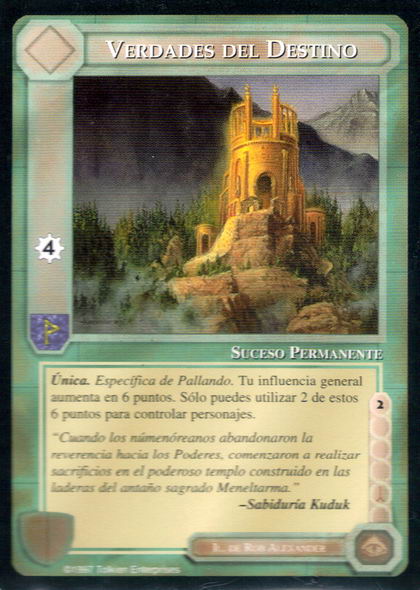 VERDADES DEL DESTINO
4
SUCESO PERMANENTE
Única. Específica de Pallando. Tu influencia general
aumenta en 6 puntos. Sólo puedes utilizar 2 de estos
6 puntos para controlar personajes.
2
"Cuando los númenóreanos abandonaron la
reverencia hacia los Poderes, comenzaron a realizar
sacrificios en el poderoso templo construido en las
laderas del antaño sagrado Meneltarma."
–Sabiduría Kuduk
IL. DE ROB ALEXANDER
©1997 Tolkien Enterprises